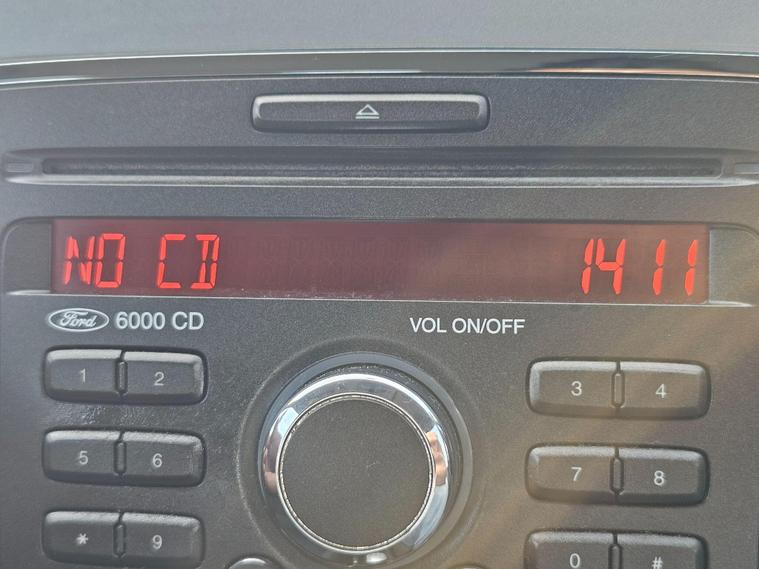 NO CD 1411
Ford 6000 CD VOL ON/OFF
1 2 3 4
5 6 7 8
* 9 0 #